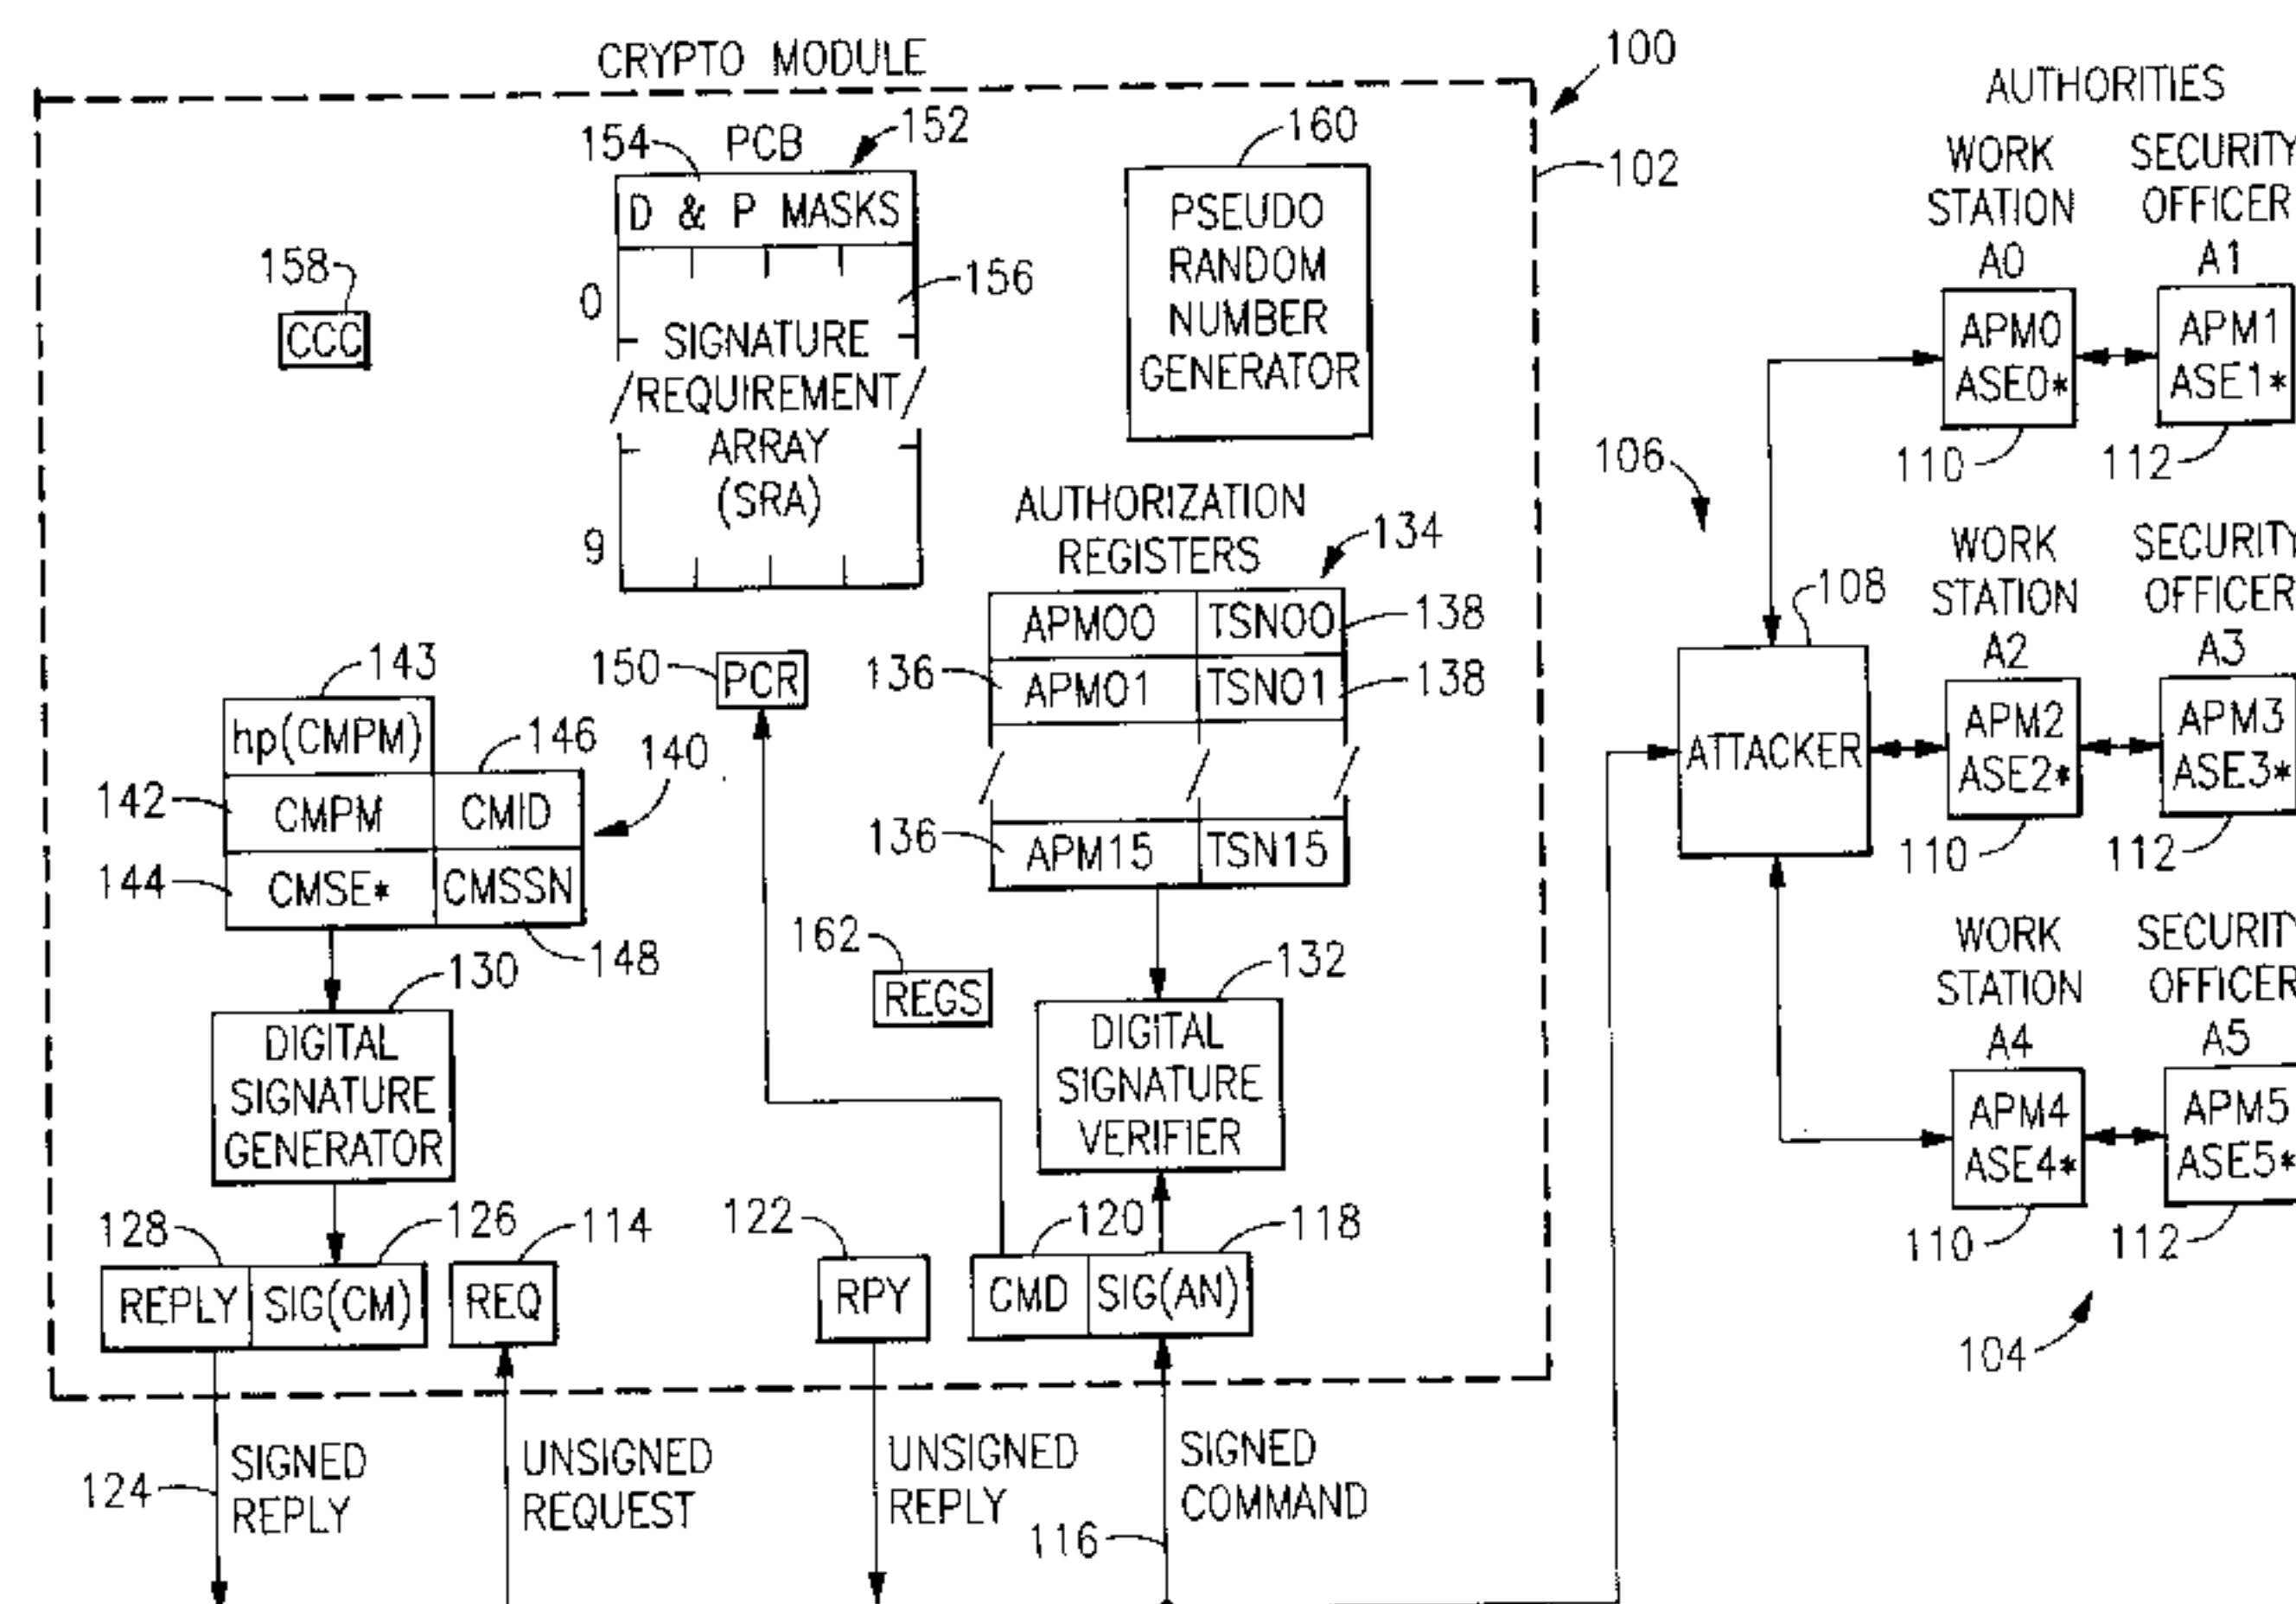 CRYPTO MODULE
100
102
PCB
152
154
D & P MASKS
0
156
SIGNATURE
REQUIREMENT
ARRAY
(SRA)
9
158
CCC
160
PSEUDO
RANDOM
NUMBER
GENERATOR
AUTHORIZATION
REGISTERS
134
APM00 TSN00 138
136 APM01 TSN01 138
136 APM15 TSN15
150 PCR
143
hp(CMPM)
146
140
142 CMPM CMID
144 CMSE* CMSSN
148
130
DIGITAL
SIGNATURE
GENERATOR
162
REGS
132
DIGITAL
SIGNATURE
VERIFIER
128
126
REPLY SIG(CM)
114
REQ
122
RPY
120
118
CMD SIG(AN)
124
SIGNED
REPLY
UNSIGNED
REQUEST
UNSIGNED
REPLY
SIGNED
COMMAND
116
106
108
ATTACKER
AUTHORITIES
WORK
STATION
A0
APM0
ASE0*
110
SECURITY
OFFICER
A1
APM1
ASE1*
112
WORK
STATION
A2
APM2
ASE2*
110
SECURITY
OFFICER
A3
APM3
ASE3*
112
WORK
STATION
A4
APM4
ASE4*
110
SECURITY
OFFICER
A5
APM5
ASE5*
112
104